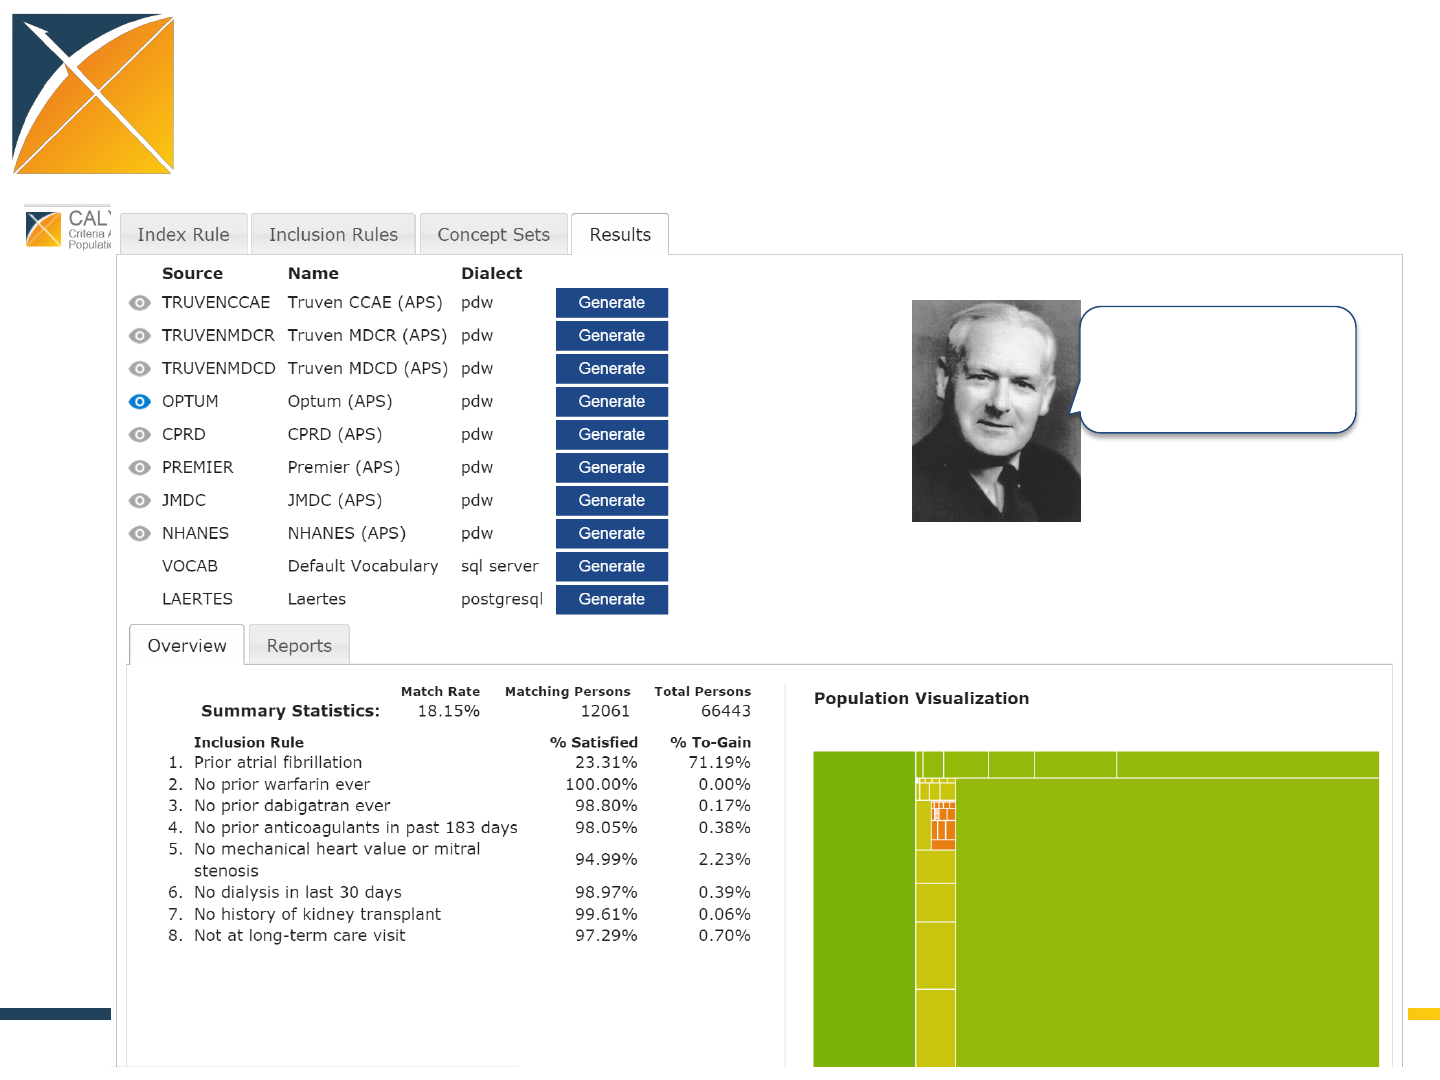 CALY
Criteria A
Populatio
Index Rule Inclusion Rules Concept Sets Results
Source Name Dialect
TRUVENCCAE Truven CCAE (APS) pdw Generate
TRUVENMDCR Truven MDCR (APS) pdw Generate
TRUVENMDCD Truven MDCD (APS) pdw Generate
OPTUM Optum (APS) pdw Generate
CPRD CPRD (APS) pdw Generate
PREMIER Premier (APS) pdw Generate
JMDC JMDC (APS) pdw Generate
NHANES NHANES (APS) pdw Generate
VOCAB Default Vocabulary sql server Generate
LAERTES Laertes postgresql Generate
Overview Reports
Match Rate Matching Persons Total Persons
Summary Statistics: 18.15% 12061 66443
Inclusion Rule % Satisfied % To-Gain
1. Prior atrial fibrillation 23.31% 71.19%
2. No prior warfarin ever 100.00% 0.00%
3. No prior dabigatran ever 98.80% 0.17%
4. No prior anticoagulants in past 183 days 98.05% 0.38%
5. No mechanical heart value or mitral
stenosis 94.99% 2.23%
6. No dialysis in last 30 days 98.97% 0.39%
7. No history of kidney transplant 99.61% 0.06%
8. Not at long-term care visit 97.29% 0.70%
Population Visualization